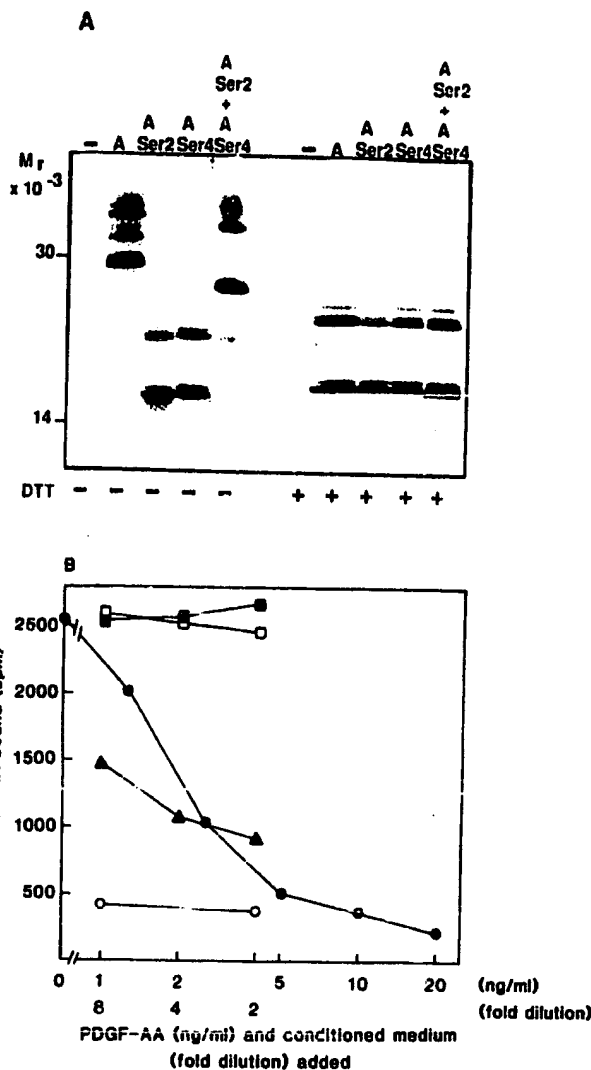 A
A
Ser2
+
A A A
- A Ser2 Ser4 Ser4
A
Ser2
+
A A A
- A Ser2 Ser4 Ser4
Mr
x 10-3
30
14
DTT - - - - - + + + + +
B
2500
2000
1500
1000
500
0 1 2 5 10 20 (ng/ml)
8 4 2 (fold dilution)
PDGF-AA (ng/ml) and conditioned medium
(fold dilution) added